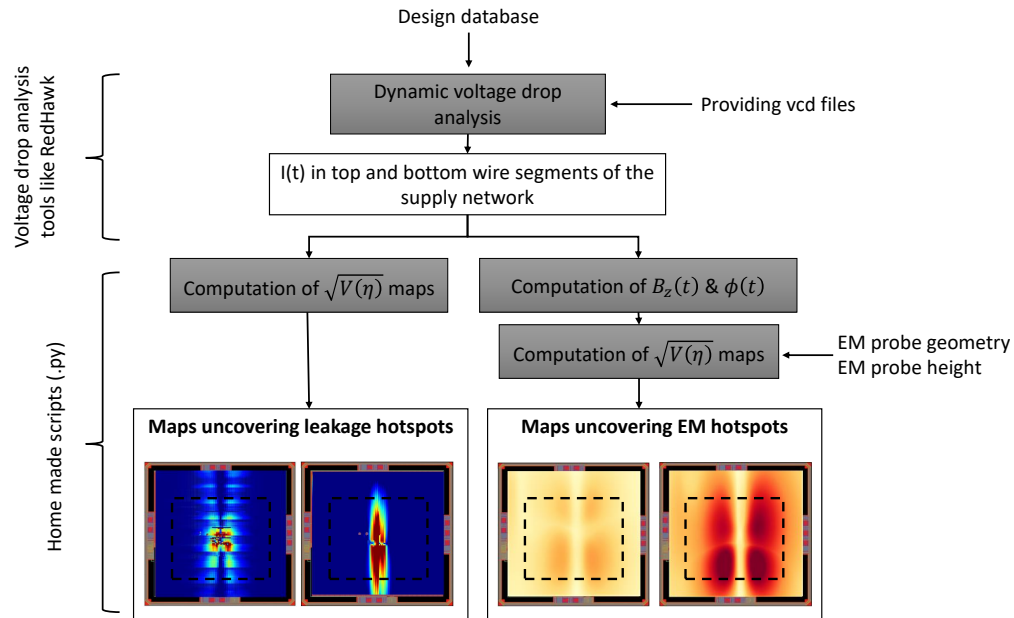 Design database
Voltage drop analysis
tools like RedHawk
Dynamic voltage drop
analysis
Providing vcd files
I(t) in top and bottom wire segments of the
supply network
Home made scripts (.py)
Computation of √V(η) maps
Computation of B_z(t) & ϕ(t)
Computation of √V(η) maps
EM probe geometry
EM probe height
Maps uncovering leakage hotspots
Maps uncovering EM hotspots